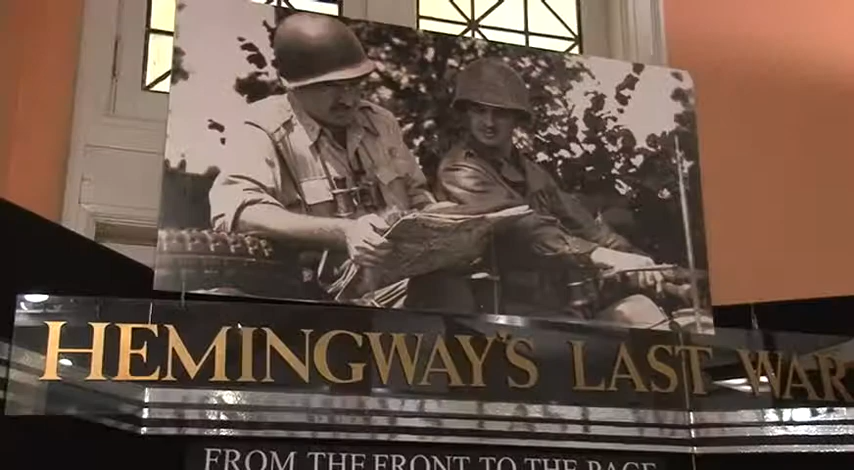 HEMINGWAY'S LAST WAR
FROM THE FRONT TO THE PAGE